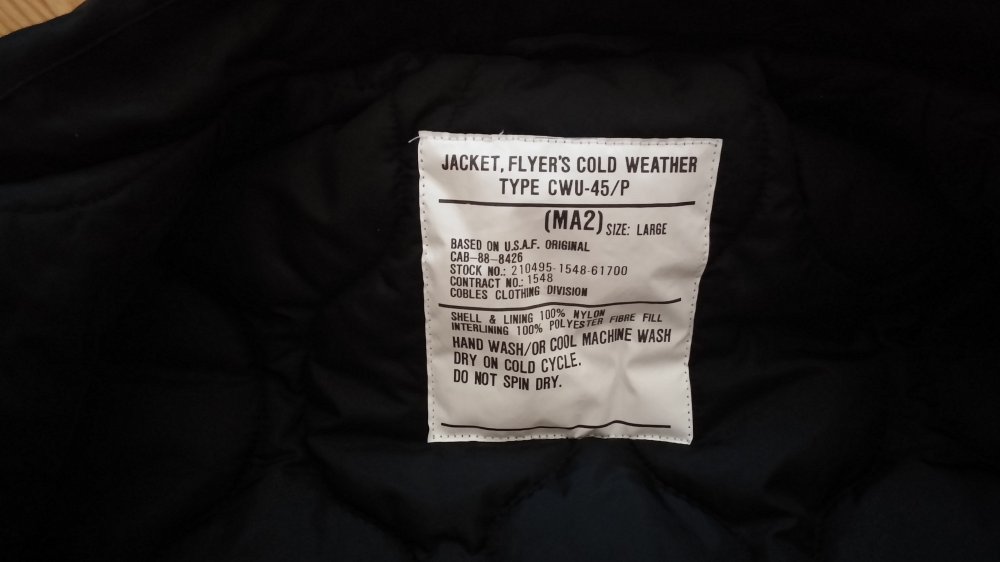 JACKET, FLYER'S COLD WEATHER
TYPE CWU-45/P
(MA2) SIZE: LARGE
BASED ON U.S.A.F. ORIGINAL
CAB-88-8426
STOCK NO.: 210495-1548-61700
CONTRACT NO.: 1548
COBLES CLOTHING DIVISION
SHELL & LINING 100% NYLON
INTERLINING 100% POLYESTER FIBRE FILL
HAND WASH/OR COOL MACHINE WASH
DRY ON COLD CYCLE.
DO NOT SPIN DRY.